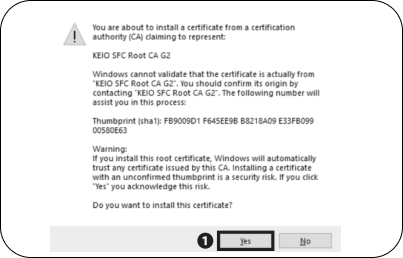 You are about to install a certificate from a certification
authority (CA) claiming to represent:
KEIO SFC Root CA G2
Windows cannot validate that the certificate is actually from
"KEIO SFC Root CA G2". You should confirm its origin by
contacting "KEIO SFC Root CA G2". The following number will
assist you in this process:
Thumbprint (sha1): FB9009D1 F645EE9B B8218A09 E33FB099
00580E63
Warning:
If you install this root certificate, Windows will automatically
trust any certificate issued by this CA. Installing a certificate
with an unconfirmed thumbprint is a security risk. If you click
"Yes" you acknowledge this risk.
Do you want to install this certificate?
1 Yes No